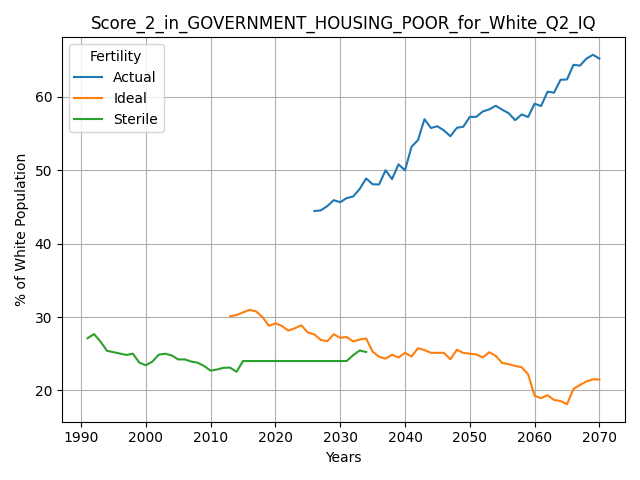 Score_2_in_GOVERNMENT_HOUSING_POOR_for_White_Q2_IQ
Fertility
Actual
Ideal
Sterile
% of White Population
60
50
40
30
20
1990 2000 2010 2020 2030 2040 2050 2060 2070
Years